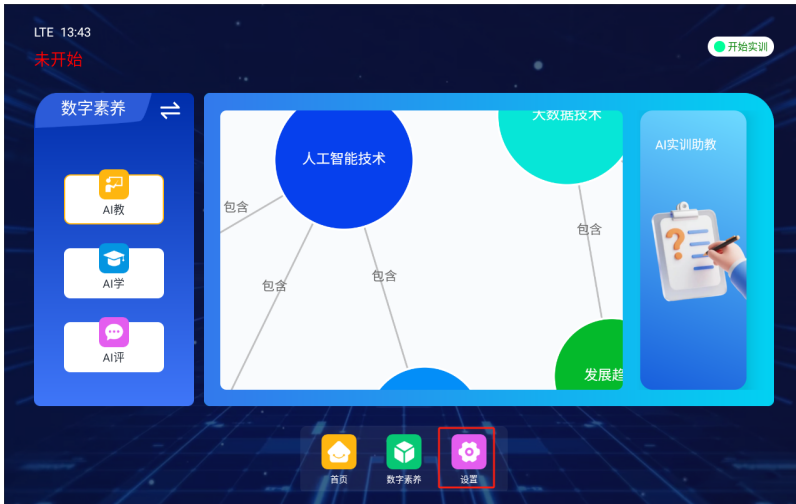 LTE 13:43
未开始
开始实训
数字素养
AI教
AI学
AI评
人工智能技术
大数据技术
包含
包含
包含
包含
发展趋
AI实训助教
首页
数字素养
设置